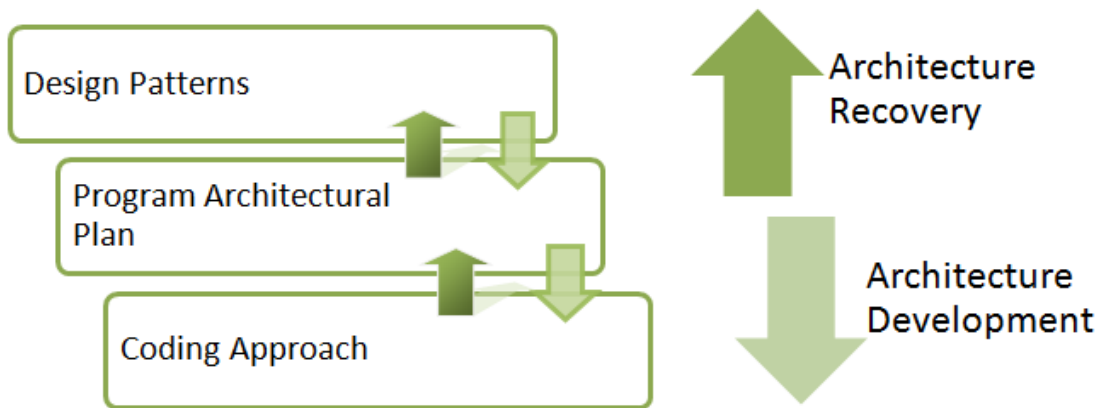 Design Patterns
Architecture
Recovery
Program Architectural
Plan
Architecture
Development
Coding Approach